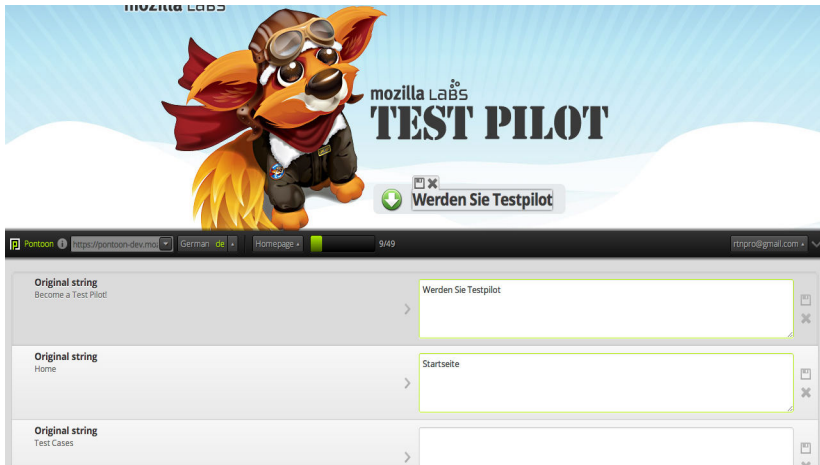 mozilla LaBS
mozilla LaBS
TEST PILOT
Werden Sie Testpilot
Pontoon https://pontoon-dev.moz German de Homepage 9/49 rtnpro@gmail.com
Original string
Become a Test Pilot!
Werden Sie Testpilot
Original string
Home
Startseite
Original string
Test Cases